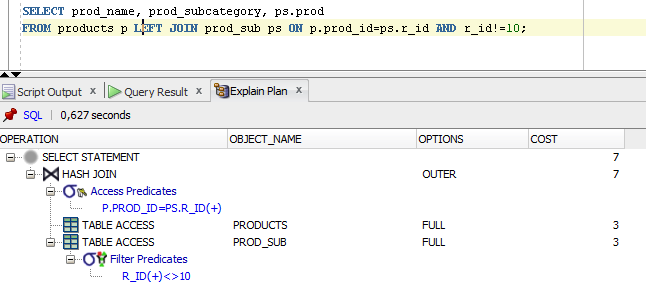 SELECT prod_name, prod_subcategory, ps.prod
FROM products p LEFT JOIN prod_sub ps ON p.prod_id=ps.r_id AND r_id!=10;
Script Output x Query Result x Explain Plan x
SQL | 0,627 seconds
OPERATION OBJECT_NAME OPTIONS COST
SELECT STATEMENT 7
HASH JOIN OUTER 7
Access Predicates
P.PROD_ID=PS.R_ID(+)
TABLE ACCESS PRODUCTS FULL 3
TABLE ACCESS PROD_SUB FULL 3
Filter Predicates
R_ID(+)<>10